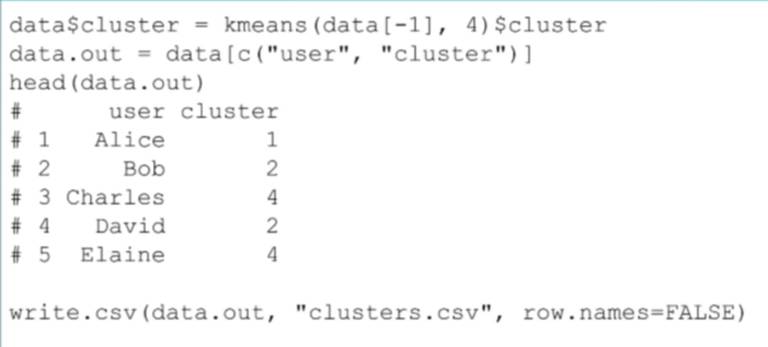 data$cluster = kmeans(data[-1], 4)$cluster
data.out = data[c("user", "cluster")]
head(data.out)
#      user cluster
# 1   Alice       1
# 2     Bob       2
# 3 Charles       4
# 4   David       2
# 5  Elaine       4
write.csv(data.out, "clusters.csv", row.names=FALSE)